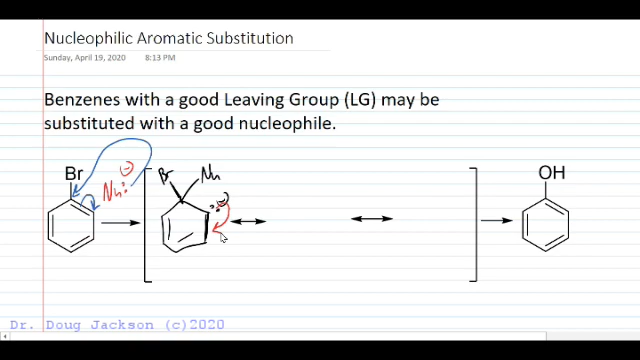 Nucleophilic Aromatic Substitution
Sunday, April 19, 2020 8:13 PM
Benzenes with a good Leaving Group (LG) may be
substituted with a good nucleophile.
Br
Nu:
Br Nu
OH
Dr. Doug Jackson (c)2020